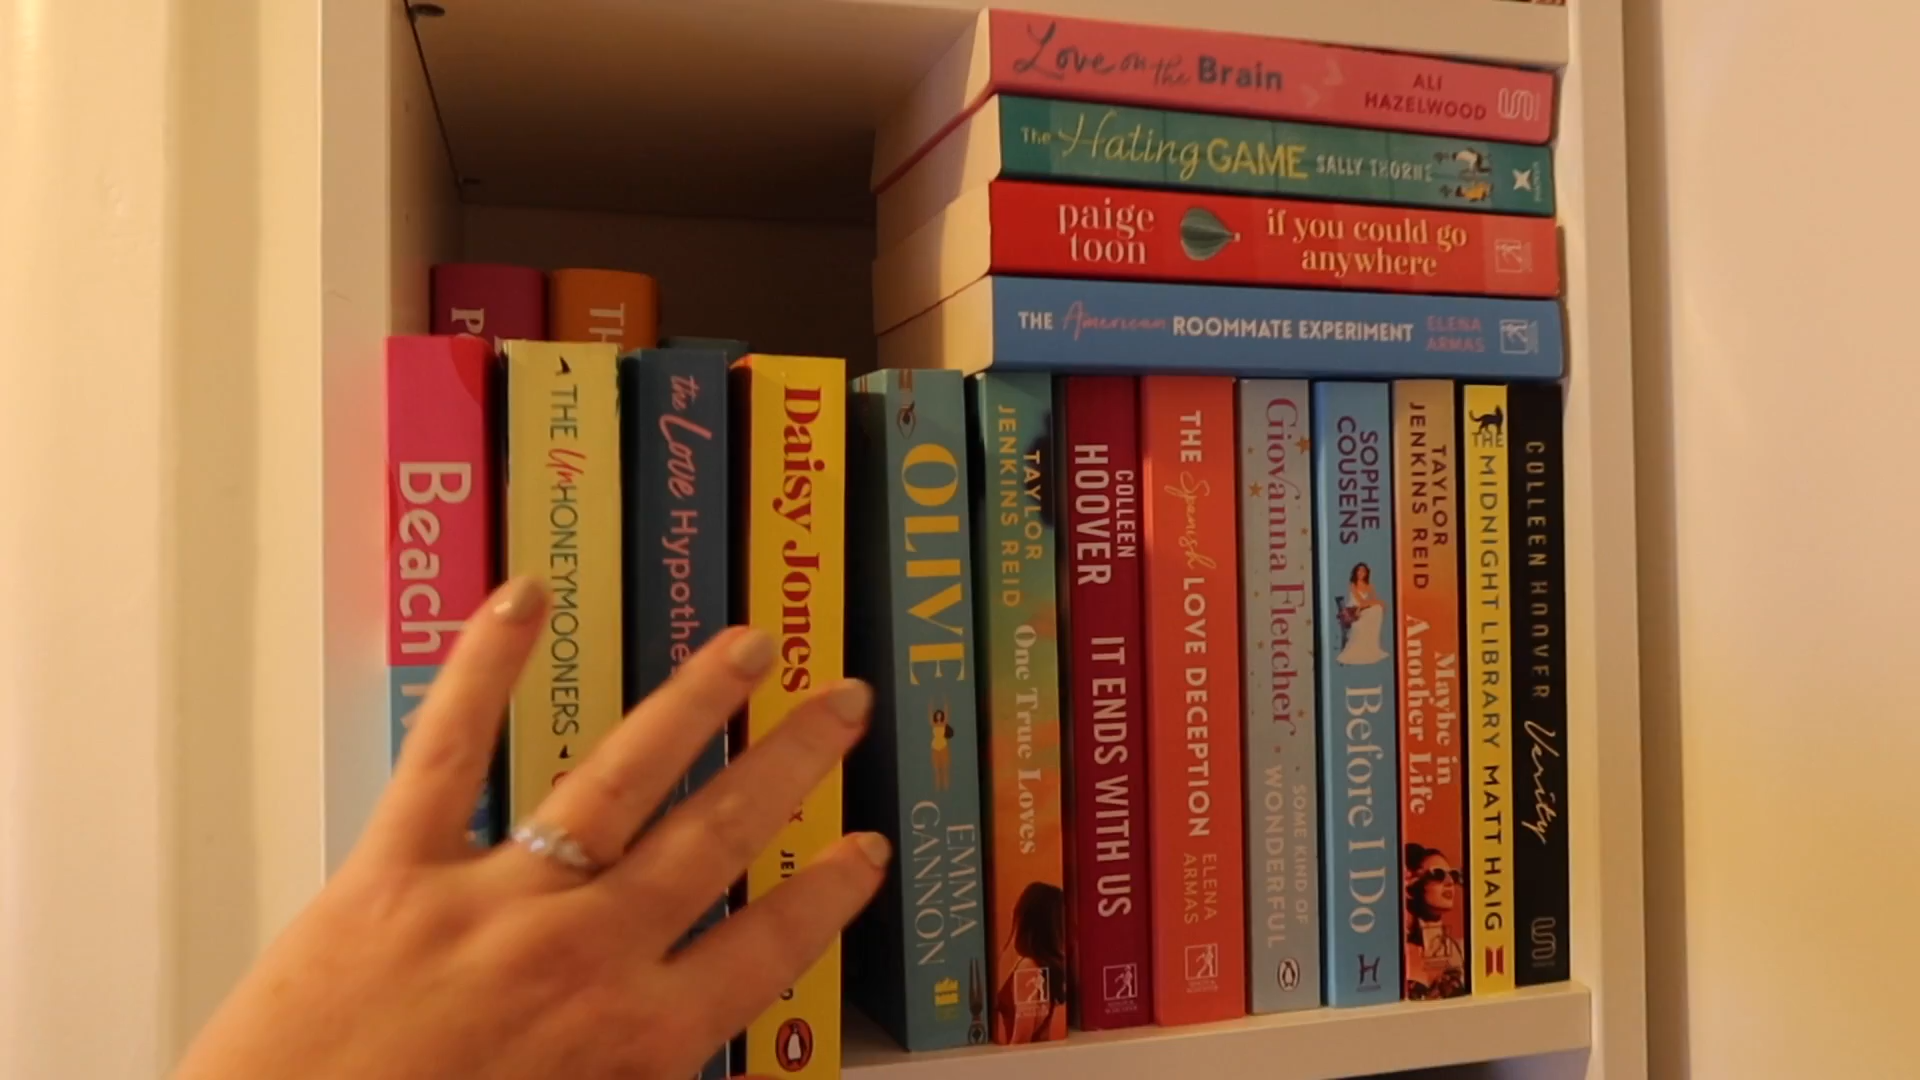 Love on the Brain
ALI
HAZELWOOD
The Hating GAME SALLY THORNE
paige
toon
if you could go
anywhere
THE American ROOMMATE EXPERIMENT
ELENA
ARMAS
Beach
THE UnHONEYMOONERS
the Love Hypothe
Daisy Jones
OLIVE
EMMA
GANNON
TAYLOR
JENKINS REID
One True Loves
COLLEEN
HOOVER
IT ENDS WITH US
THE Spanish LOVE DECEPTION
ELENA
ARMAS
Giovanna Fletcher
SOME KIND OF
WONDERFUL
SOPHIE
COUSENS
Before I Do
TAYLOR
JENKINS REID
Maybe in
Another Life
THE MIDNIGHT LIBRARY MATT HAIG
COLLEEN HOOVER Verity